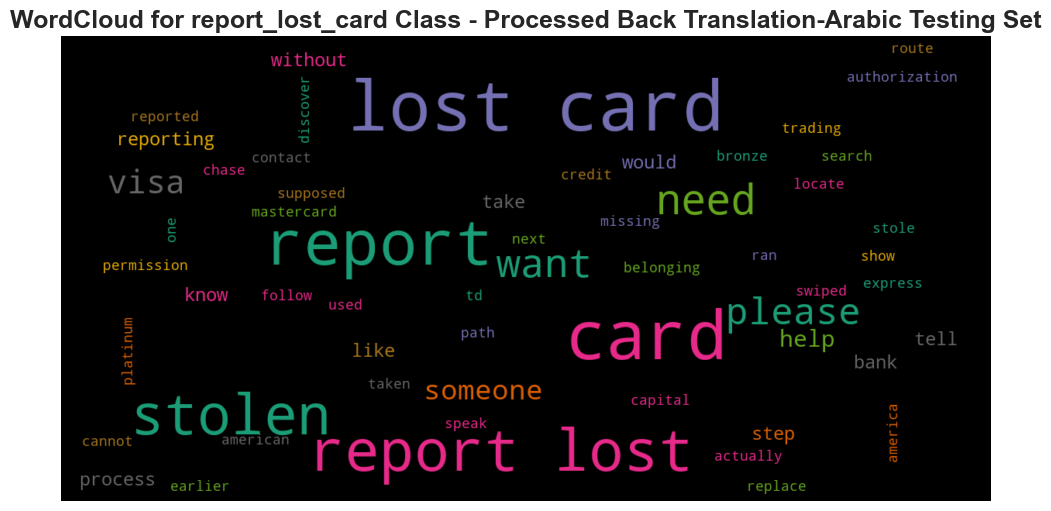 WordCloud for report_lost_card Class - Processed Back Translation-Arabic Testing Set
route
without
authorization
discover
lost card
reported
trading
reporting
contact
would
bronze
search
chase
visa
credit
locate
supposed
take
need
mastercard
missing
one
stole
report
next
want
ran
show
permission
belonging
know
follow
used
td
swiped
express
please
path
card
help
tell
platinum
like
bank
taken
someone
capital
stolen
speak
step
america
cannot
american
report lost
actually
process
earlier
replace